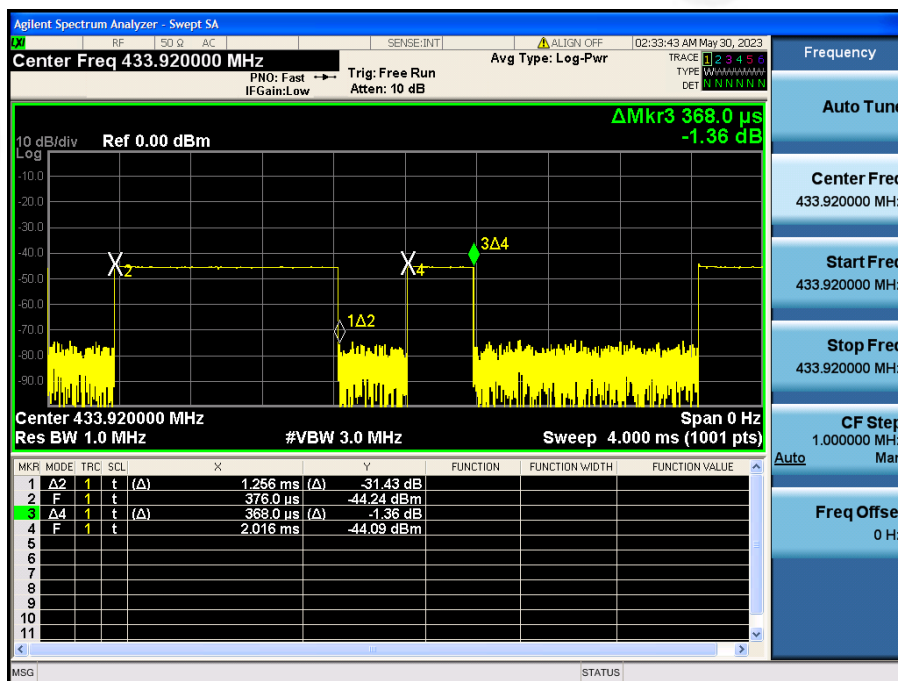 Agilent Spectrum Analyzer - Swept SA
LXI RF 50 Ω AC SENSE:INT ALIGN OFF 02:33:43 AM May 30, 2023
Center Freq 433.920000 MHz Avg Type: Log-Pwr TRACE 1 2 3 4 5 6
PNO: Fast Trig: Free Run TYPE W
IFGain:Low Atten: 10 dB DET N N N N N N
ΔMkr3 368.0 µs
-1.36 dB
10 dB/div Ref 0.00 dBm
Log
-10.0
-20.0
-30.0
-40.0
-50.0
-60.0
-70.0
-80.0
-90.0
2
4
3Δ4
1Δ2
Center 433.920000 MHz Span 0 Hz
Res BW 1.0 MHz #VBW 3.0 MHz Sweep 4.000 ms (1001 pts)
MKR MODE TRC SCL X Y FUNCTION FUNCTION WIDTH FUNCTION VALUE
1 Δ2 1 t (Δ) 1.256 ms (Δ) -31.43 dB
2 F 1 t 376.0 µs -44.24 dBm
3 Δ4 1 t (Δ) 368.0 µs (Δ) -1.36 dB
4 F 1 t 2.016 ms -44.09 dBm
5
6
7
8
9
10
11
MSG STATUS
Frequency
Auto Tune
Center Freq
433.920000 MHz
Start Freq
433.920000 MHz
Stop Freq
433.920000 MHz
CF Step
1.000000 MHz
Auto Man
Freq Offset
0 Hz